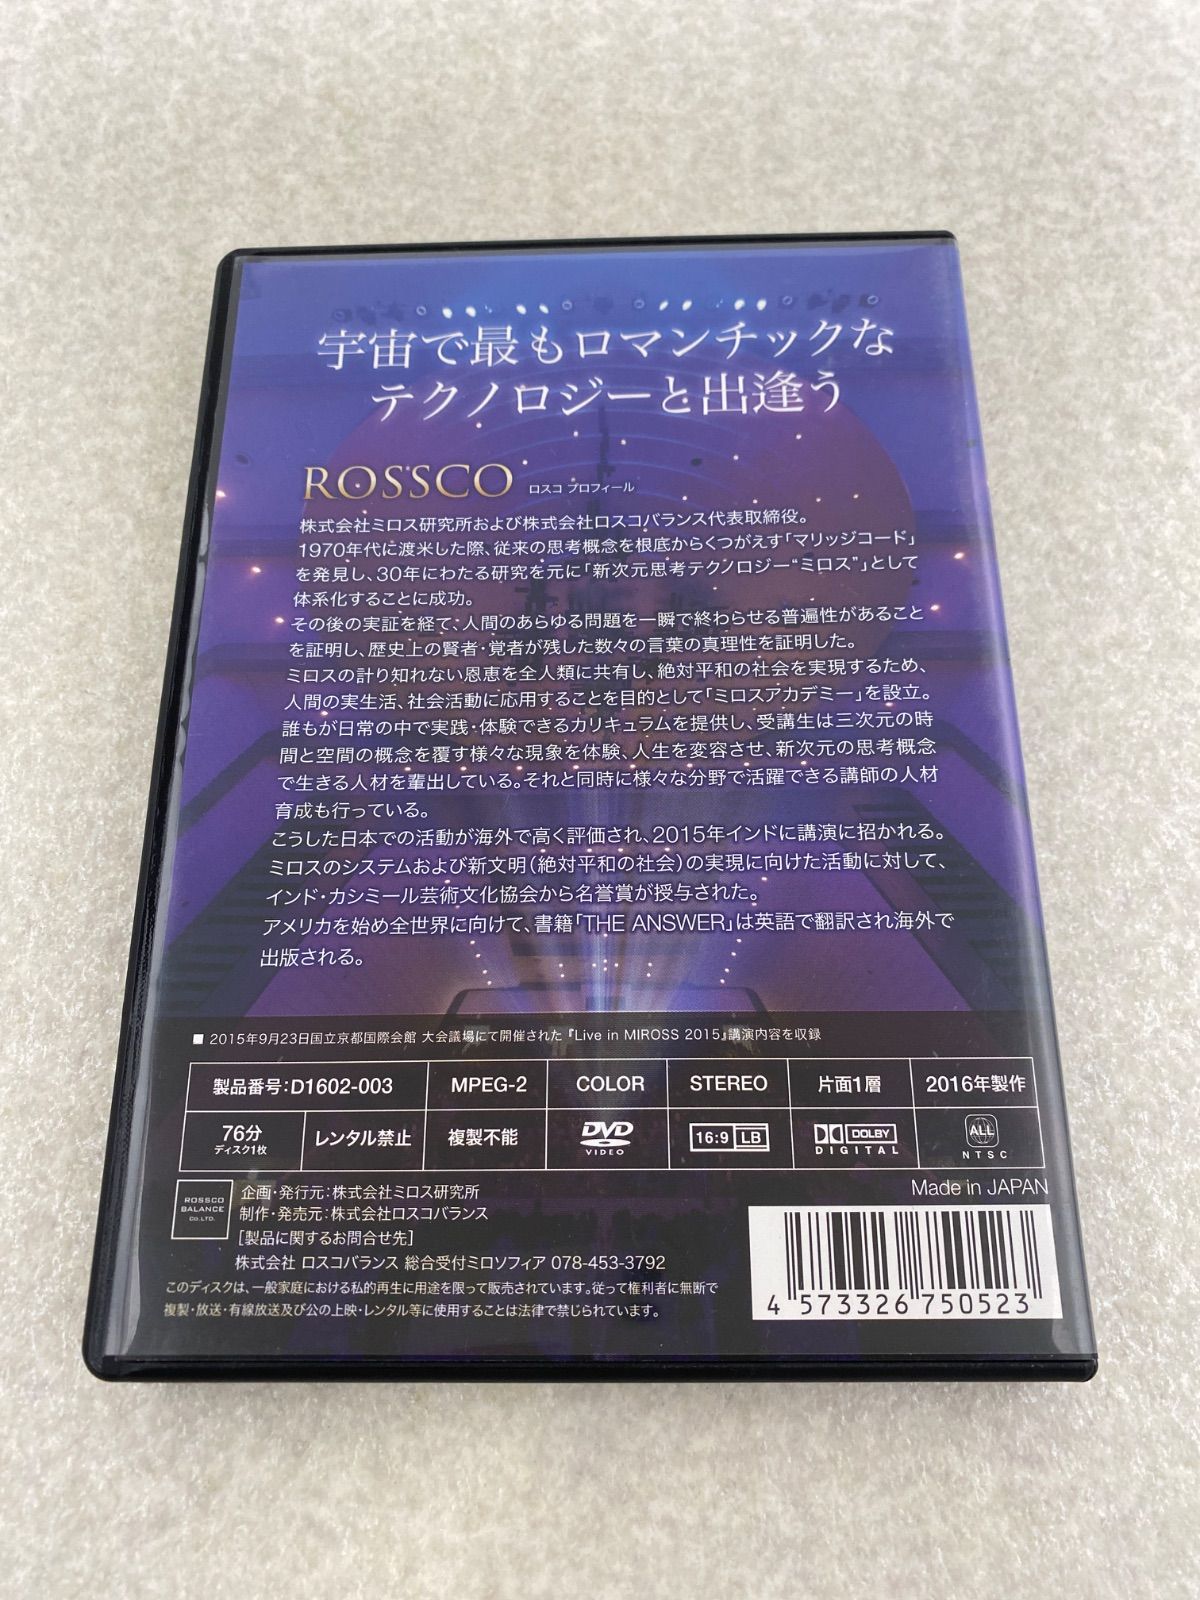 宇宙で最もロマンチックな
テクノロジーと出逢う
ROSSCO ロスコ プロフィール
株式会社ミロス研究所および株式会社ロスコバランス代表取締役。
1970年代に渡米した際、従来の思考概念を根底からくつがえす「マリッジコード」
を発見し、30年にわたる研究を元に「新次元思考テクノロジー“ミロス”」として
体系化することに成功。
その後の実証を経て、人間のあらゆる問題を一瞬で終わらせる普遍性があること
を証明し、歴史上の賢者・覚者が残した数々の言葉の真理性を証明した。
ミロスの計り知れない恩恵を全人類に共有し、絶対平和の社会を実現するため、
人間の実生活、社会活動に応用することを目的として「ミロスアカデミー」を設立。
誰もが日常の中で実践・体験できるカリキュラムを提供し、受講生は三次元の時
間と空間の概念を覆す様々な現象を体験、人生を変容させ、新次元の思考概念
で生きる人材を輩出している。それと同時に様々な分野で活躍できる講師の人材
育成も行っている。
こうした日本での活動が海外で高く評価され、2015年インドに講演に招かれる。
ミロスのシステムおよび新文明（絶対平和の社会）の実現に向けた活動に対して、
インド・カシミール芸術文化協会から名誉賞が授与された。
アメリカを始め全世界に向けて、書籍「THE ANSWER」は英語で翻訳され海外で
出版される。
■ 2015年9月23日国立京都国際会館 大会議場にて開催された『Live in MIROSS 2015』講演内容を収録
製品番号:D1602-003 MPEG-2 COLOR STEREO 片面1層 2016年製作
76分 ディスク1枚 レンタル禁止 複製不能 DVD VIDEO 16:9 LB DOLBY DIGITAL ALL NTSC
Made in JAPAN
ROSSCO BALANCE CO.,LTD.
企画・発行元：株式会社ミロス研究所
制作・発売元：株式会社ロスコバランス
[製品に関するお問合せ先]
株式会社 ロスコバランス 総合受付ミロソフィア 078-453-3792
このディスクは、一般家庭における私的再生に用途を限って販売されています。従って権利者に無断で
複製・放送・有線放送及び公の上映・レンタル等に使用することは法律で禁じられています。
4 573326 750523